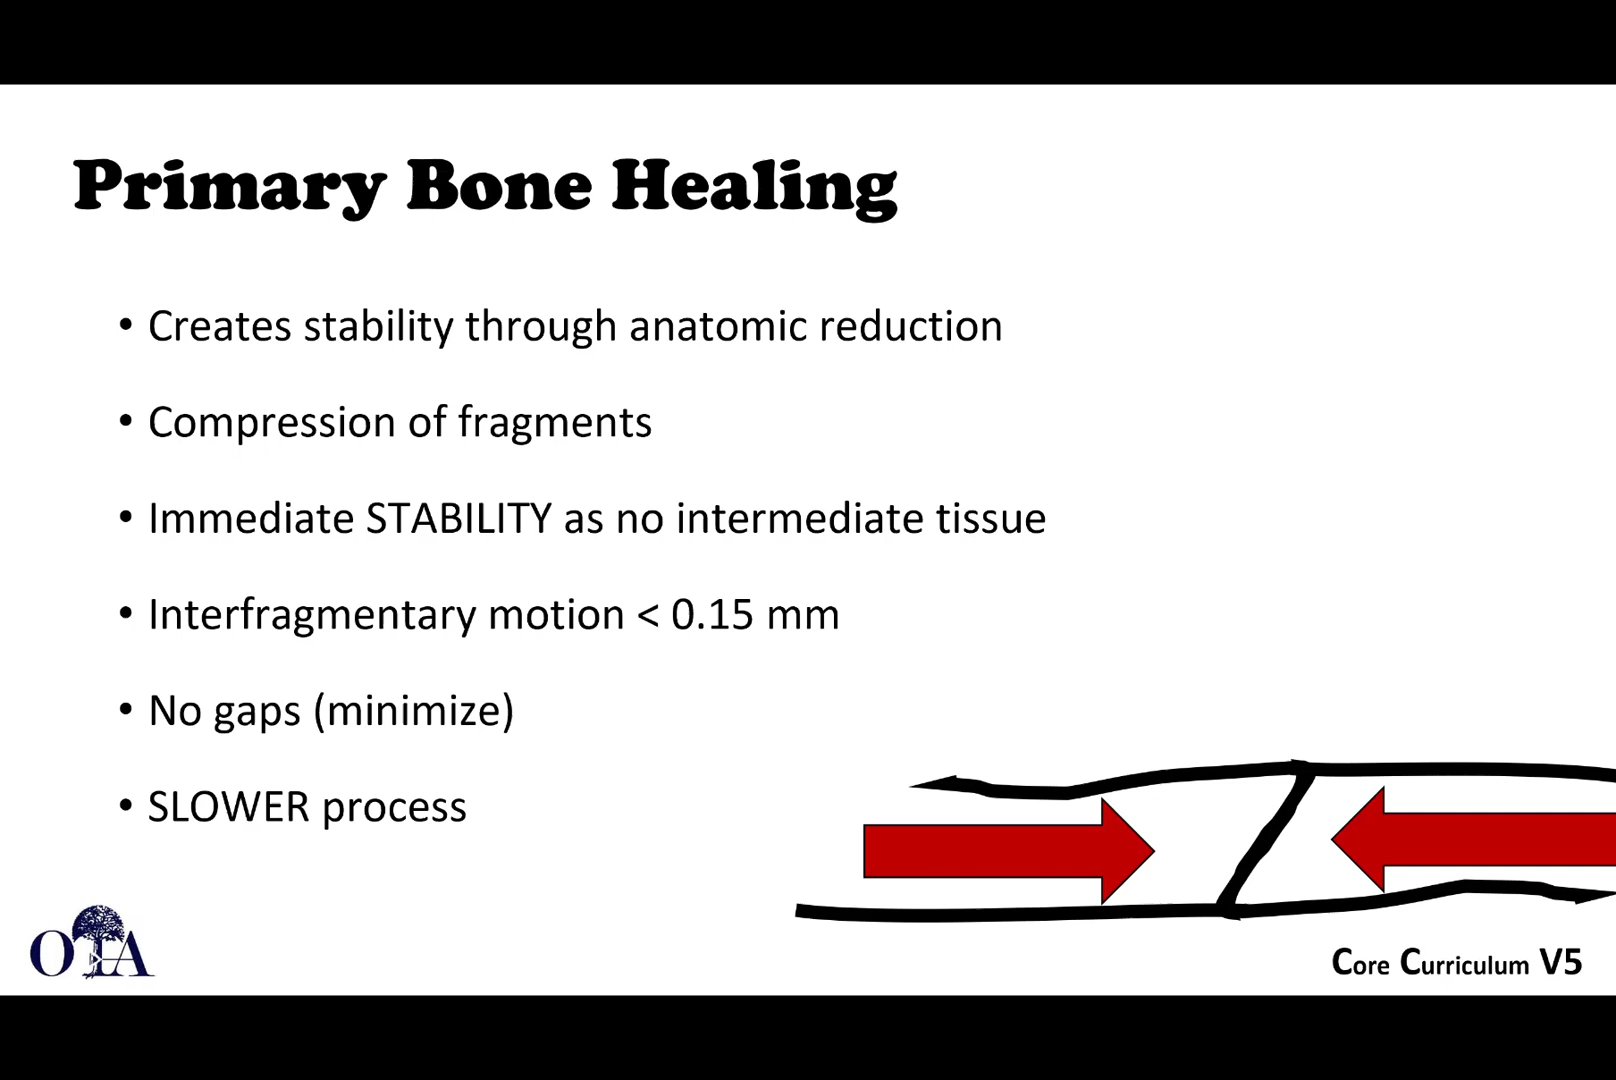 Primary Bone Healing
• Creates stability through anatomic reduction
• Compression of fragments
• Immediate STABILITY as no intermediate tissue
• Interfragmentary motion < 0.15 mm
• No gaps (minimize)
• SLOWER process
OTA
Core Curriculum V5